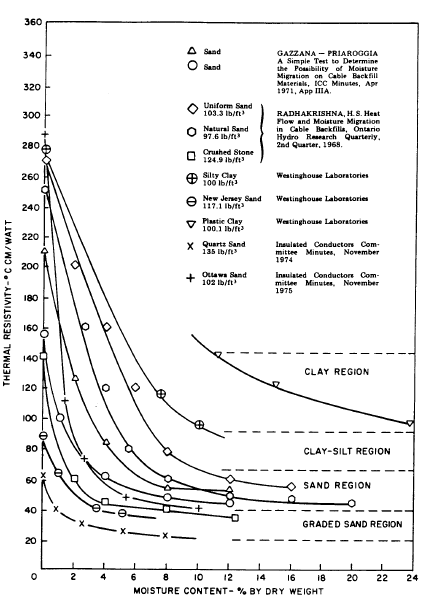 360
340
320
300
280
260
240
220
200
180
160
140
120
100
80
60
40
20
0
0 2 4 6 8 10 12 14 16 18 20 22 24
THERMAL RESISTIVITY-°C CM/WATT
MOISTURE CONTENT- % BY DRY WEIGHT
Sand
Sand
GAZZANA — PRIAROGGIA
A Simple Test to Determine
the Possibility of Moisture
Migration on Cable Backfill
Materials, ICC Minutes, Apr
1971, App IIIA.
Uniform Sand
103.3 lb/ft³
Natural Sand
97.6 lb/ft³
Crushed Stone
124.9 lb/ft³
RADHAKRISHNA, H. S. Heat
Flow and Moisture Migration
in Cable Backfills, Ontario
Hydro Research Quarterly,
2nd Quarter, 1968.
Silty Clay
100 lb/ft³
Westinghouse Laboratories
New Jersey Sand
117.1 lb/ft³
Westinghouse Laboratories
Plastic Clay
100.1 lb/ft³
Westinghouse Laboratories
Quartz Sand
135 lb/ft³
Insulated Conductors Com-
mittee Minutes, November
1974
Ottawa Sand
102 lb/ft³
Insulated Conductors Com-
mittee Minutes, November
1975
CLAY REGION
CLAY-SILT REGION
SAND REGION
GRADED SAND REGION